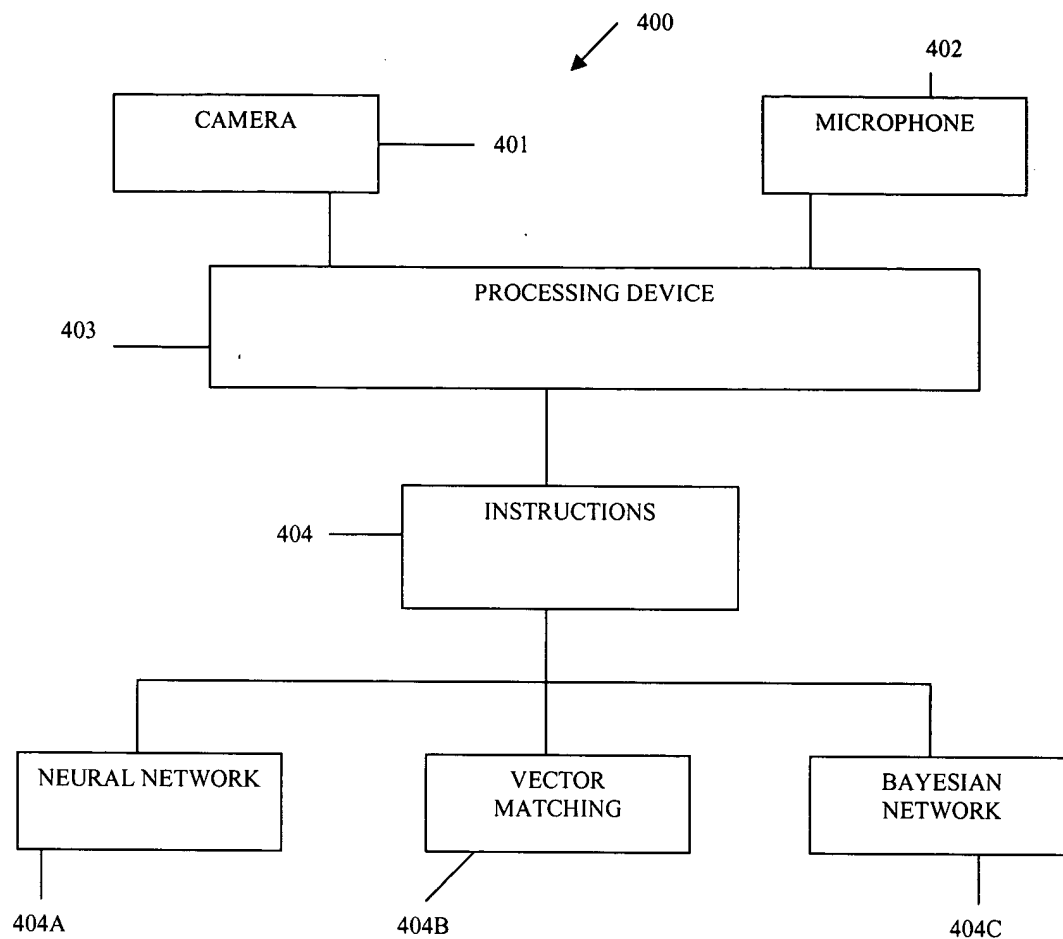 400
402
CAMERA
MICROPHONE
401
PROCESSING DEVICE
403
INSTRUCTIONS
404
NEURAL NETWORK
VECTOR
MATCHING
BAYESIAN
NETWORK
404A
404B
404C